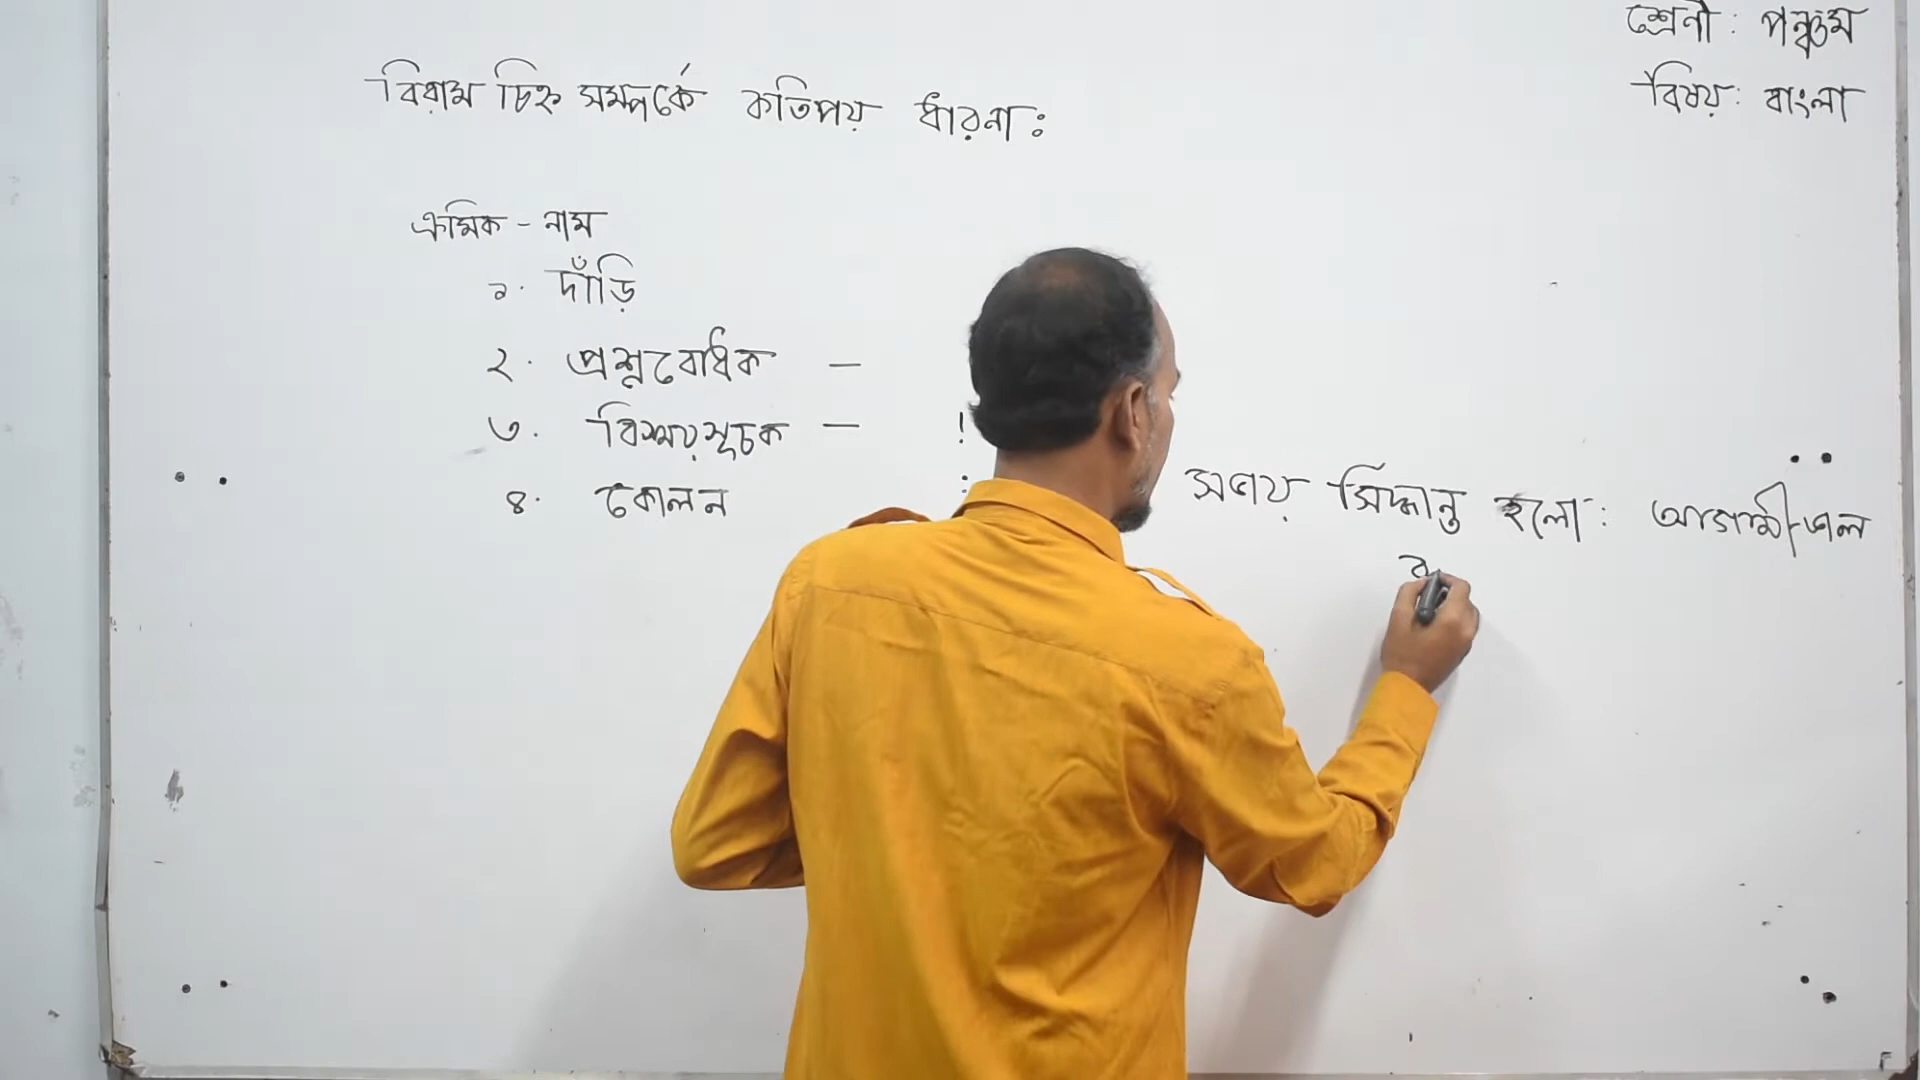 শ্রেনী: পঞ্চম
বিষয়: বাংলা
বিরাম চিহ্ন সম্পর্কে কতিপয় ধারনা:
ক্রমিক - নাম
১. দাঁড়ি
২. প্রশ্নবোধক —
৩. বিস্ময়সূচক — !
৪. কোলন : সভায় সিদ্ধান্ত হলো: আগামীকাল